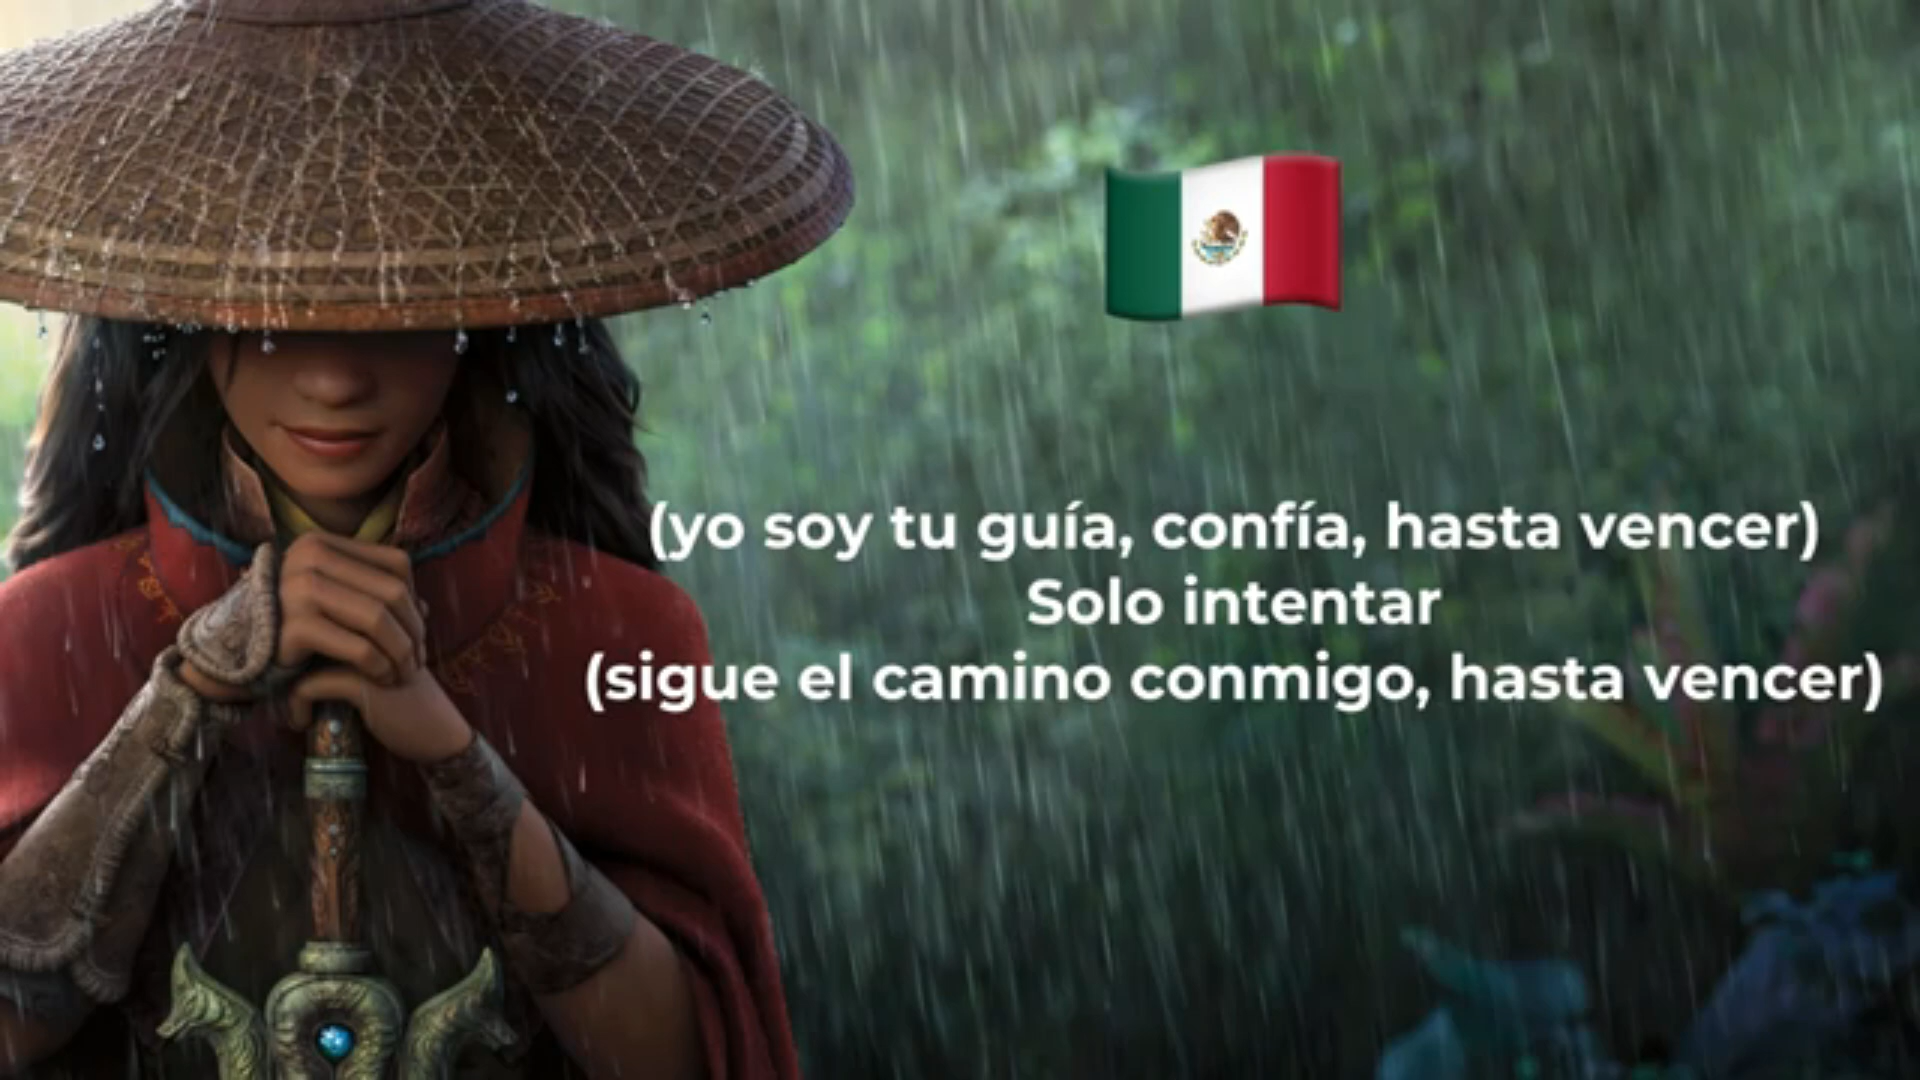 (yo soy tu guía, confía, hasta vencer)
Solo intentar
(sigue el camino conmigo, hasta vencer)